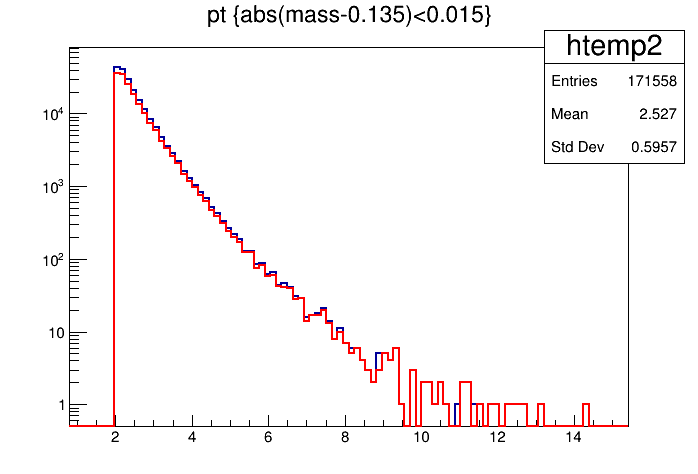 pt {abs(mass-0.135)<0.015}
htemp2
Entries 171558
Mean 2.527
Std Dev 0.5957
10⁴
10³
10²
10
1
2 4 6 8 10 12 14